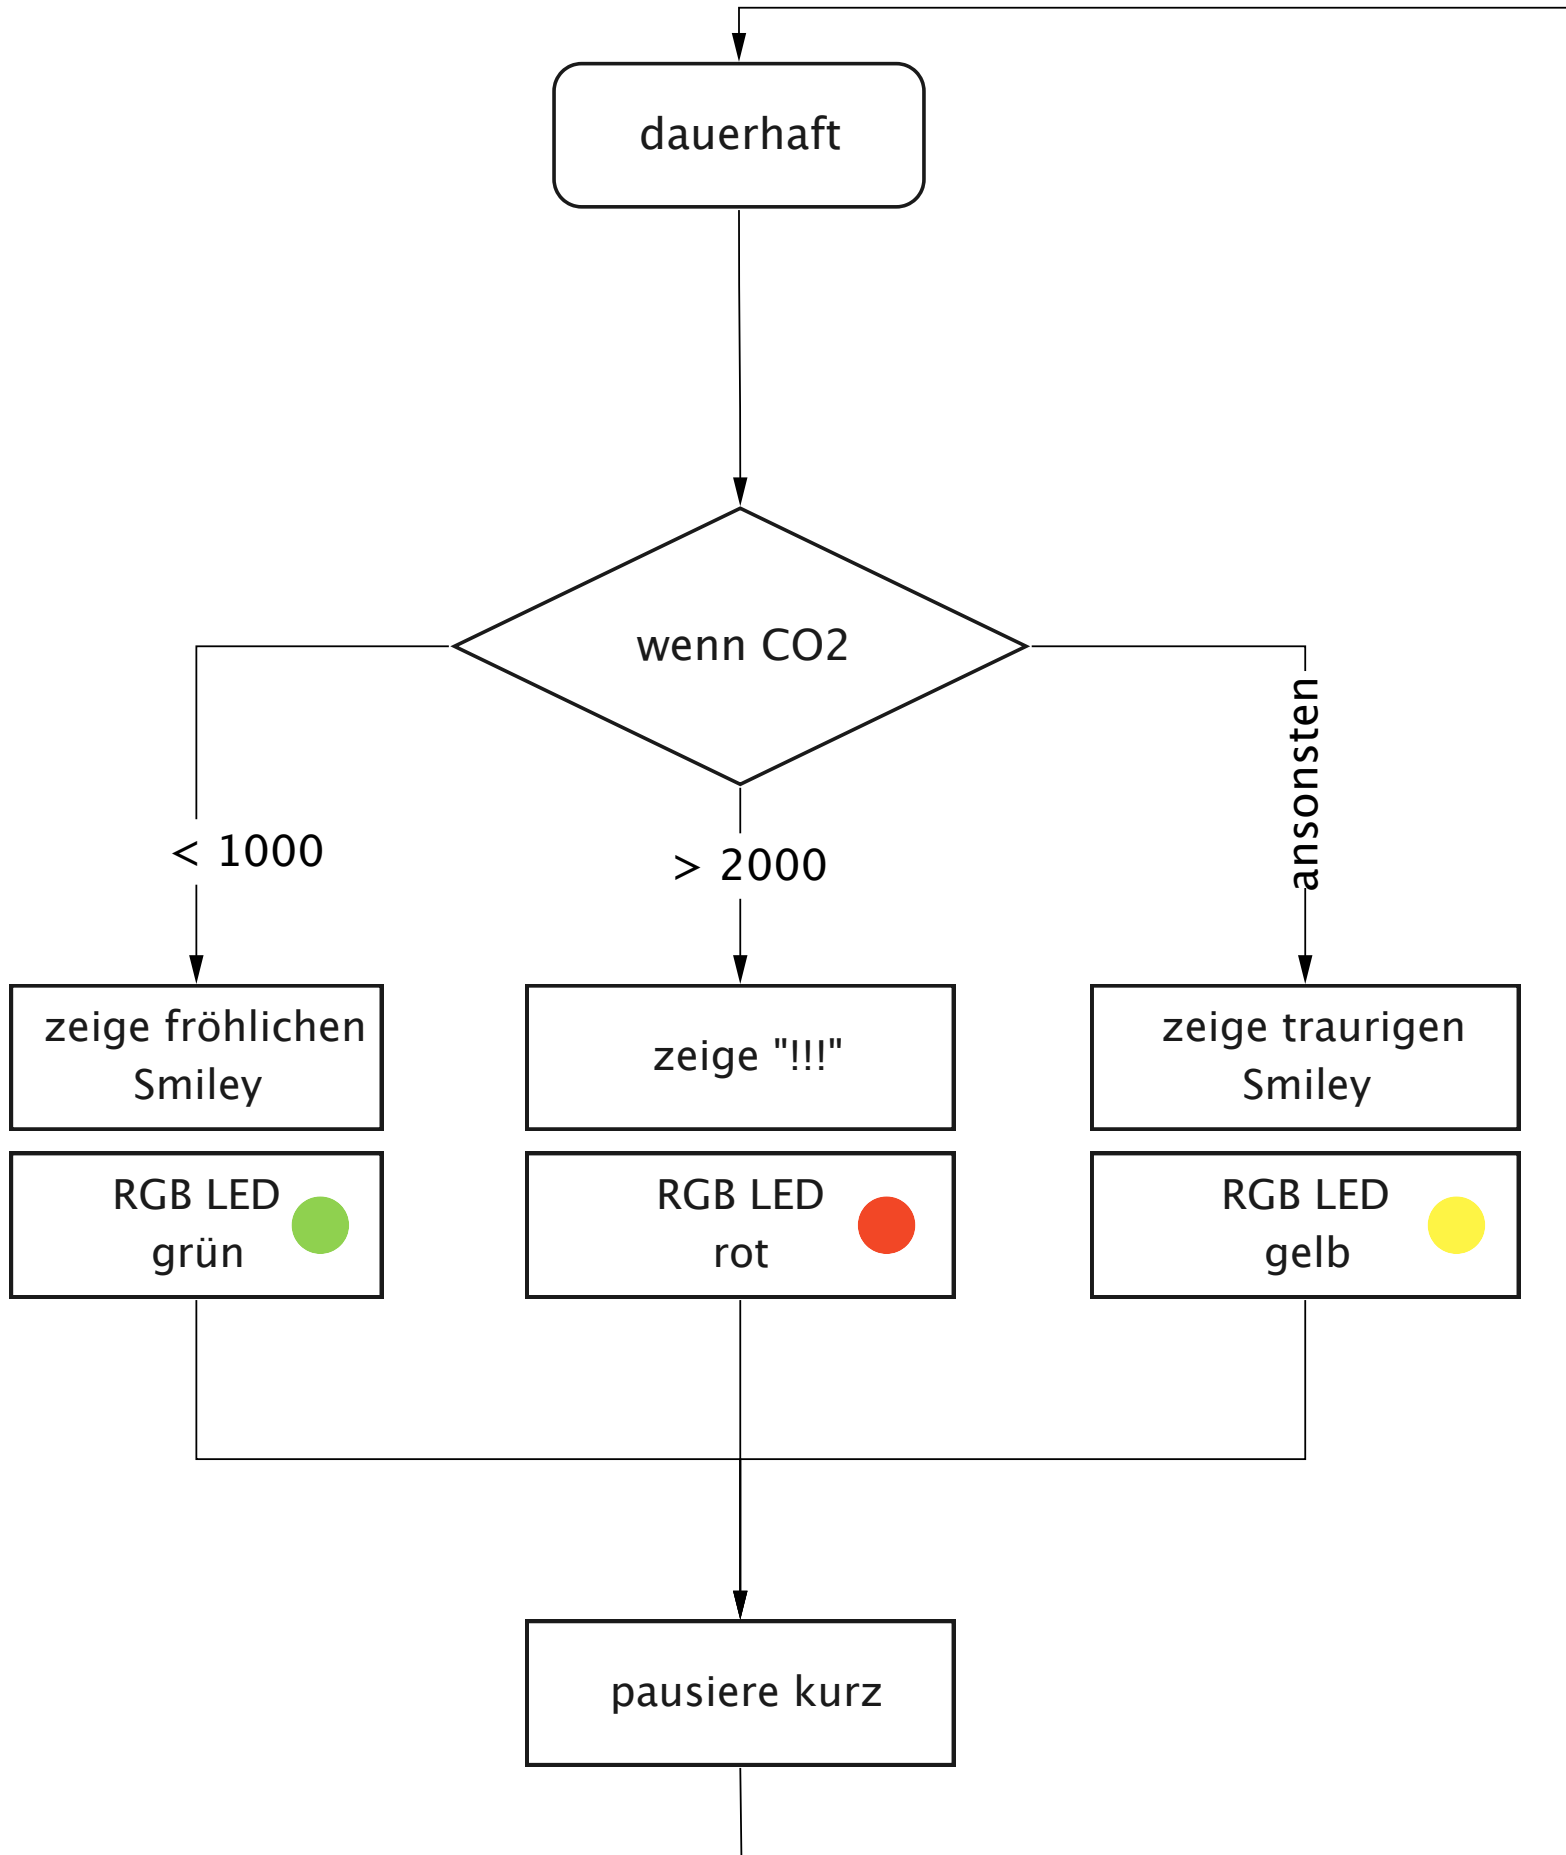 dauerhaft
wenn CO2
< 1000
> 2000
ansonsten
zeige fröhlichen
Smiley
zeige "!!!"
zeige traurigen
Smiley
RGB LED
grün
RGB LED
rot
RGB LED
gelb
pausiere kurz